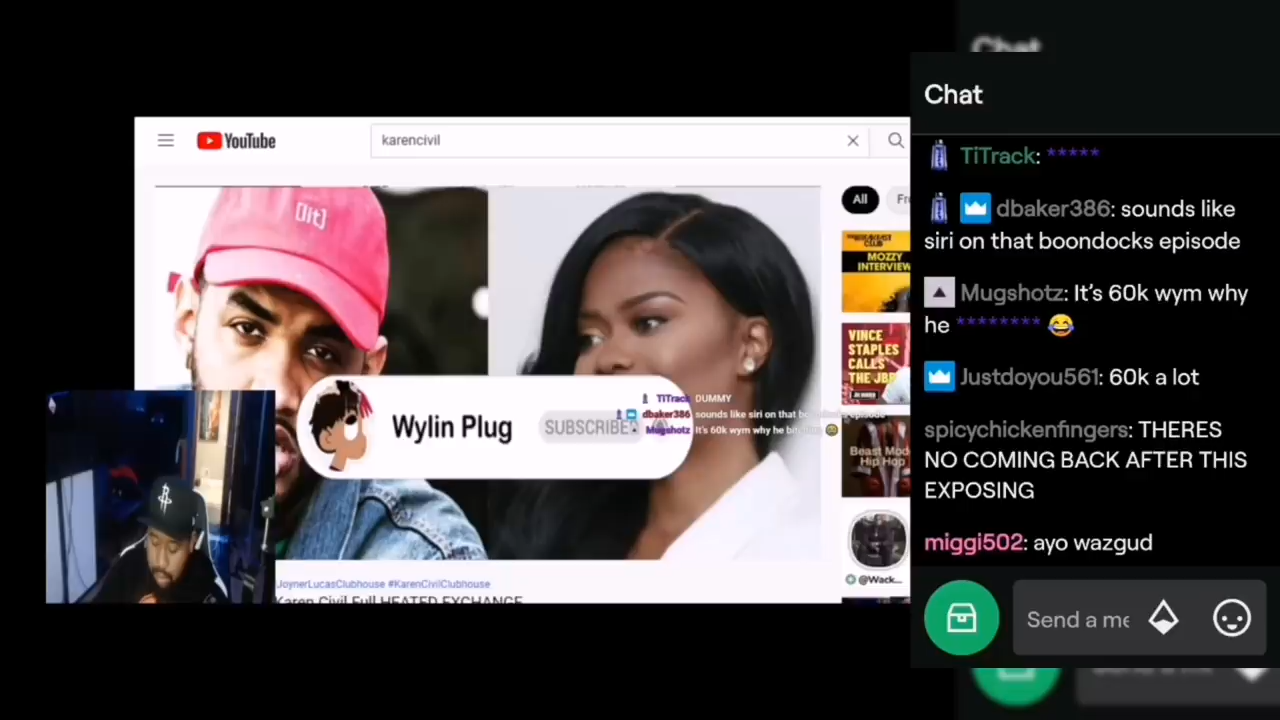 Chat
YouTube
karencivil
[lit]
All
MOZZY
INTERVIEW
VINCE
STAPLES
CALLS
THE
Beast
Hip Hop
@Wack...
Wylin Plug
SUBSCRIBE
TiTrack DUMMY
dbaker386 sounds like siri on that
Mugshotz It's 60k wym why he
JoynerLucasClubhouse #KarenCivilClubhouse
Karen Civil Full HEATED EXCHANGE
Chat
TiTrack: *****
dbaker386: sounds like
siri on that boondocks episode
Mugshotz: It's 60k wym why
he ******** 😂
Justdoyou561: 60k a lot
spicychickenfingers: THERES
NO COMING BACK AFTER THIS
EXPOSING
miggi502: ayo wazgud
Send a me